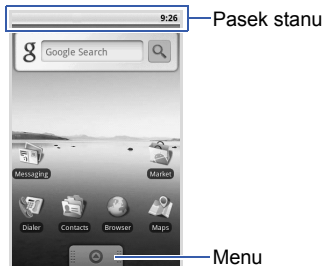 9:26
Pasek stanu
g Google Search
Messaging
Market
Dialer
Contacts
Browser
Maps
Menu